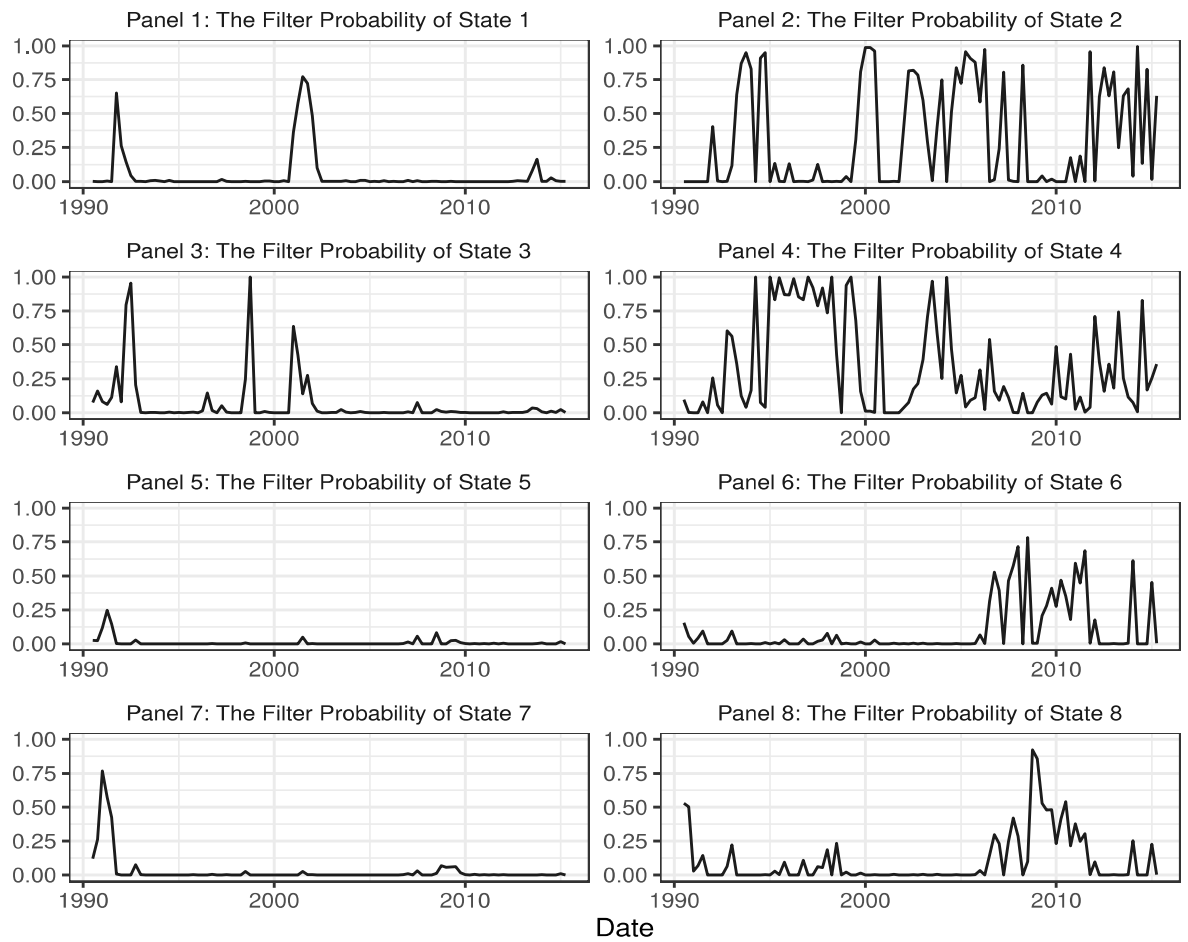 Panel 1: The Filter Probability of State 1
1.00
0.75
0.50
0.25
0.00
1990 2000 2010
Panel 2: The Filter Probability of State 2
1.00
0.75
0.50
0.25
0.00
1990 2000 2010
Panel 3: The Filter Probability of State 3
1.00
0.75
0.50
0.25
0.00
1990 2000 2010
Panel 4: The Filter Probability of State 4
1.00
0.75
0.50
0.25
0.00
1990 2000 2010
Panel 5: The Filter Probability of State 5
1.00
0.75
0.50
0.25
0.00
1990 2000 2010
Panel 6: The Filter Probability of State 6
1.00
0.75
0.50
0.25
0.00
1990 2000 2010
Panel 7: The Filter Probability of State 7
1.00
0.75
0.50
0.25
0.00
1990 2000 2010
Panel 8: The Filter Probability of State 8
1.00
0.75
0.50
0.25
0.00
1990 2000 2010
Date